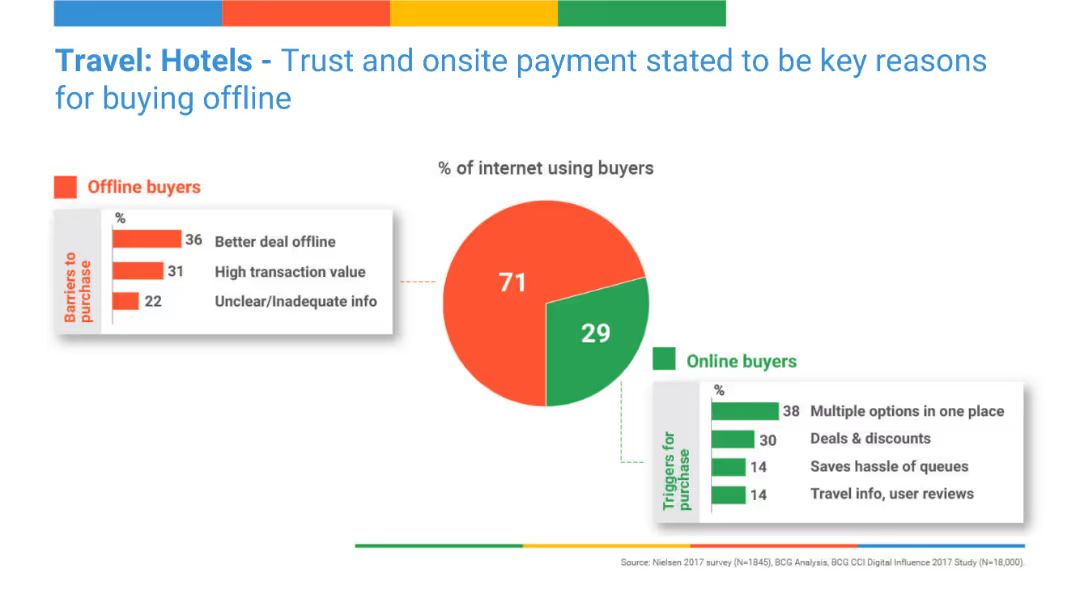 Travel: Hotels - Trust and onsite payment stated to be key reasons
for buying offline
% of internet using buyers
Offline buyers
Barriers to
purchase
%
36 Better deal offline
31 High transaction value
22 Unclear/Inadequate info
71
29
Online buyers
Triggers for
purchase
%
38 Multiple options in one place
30 Deals & discounts
14 Saves hassle of queues
14 Travel info, user reviews
Source: Nielsen 2017 survey (N=1845), BCG Analysis, BCG CCI Digital Influence 2017 Study (N=18,000).